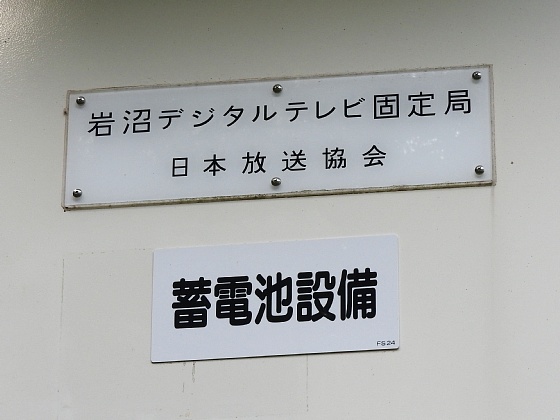 岩沼デジタルテレビ固定局
日本放送協会
蓄電池設備
FS24